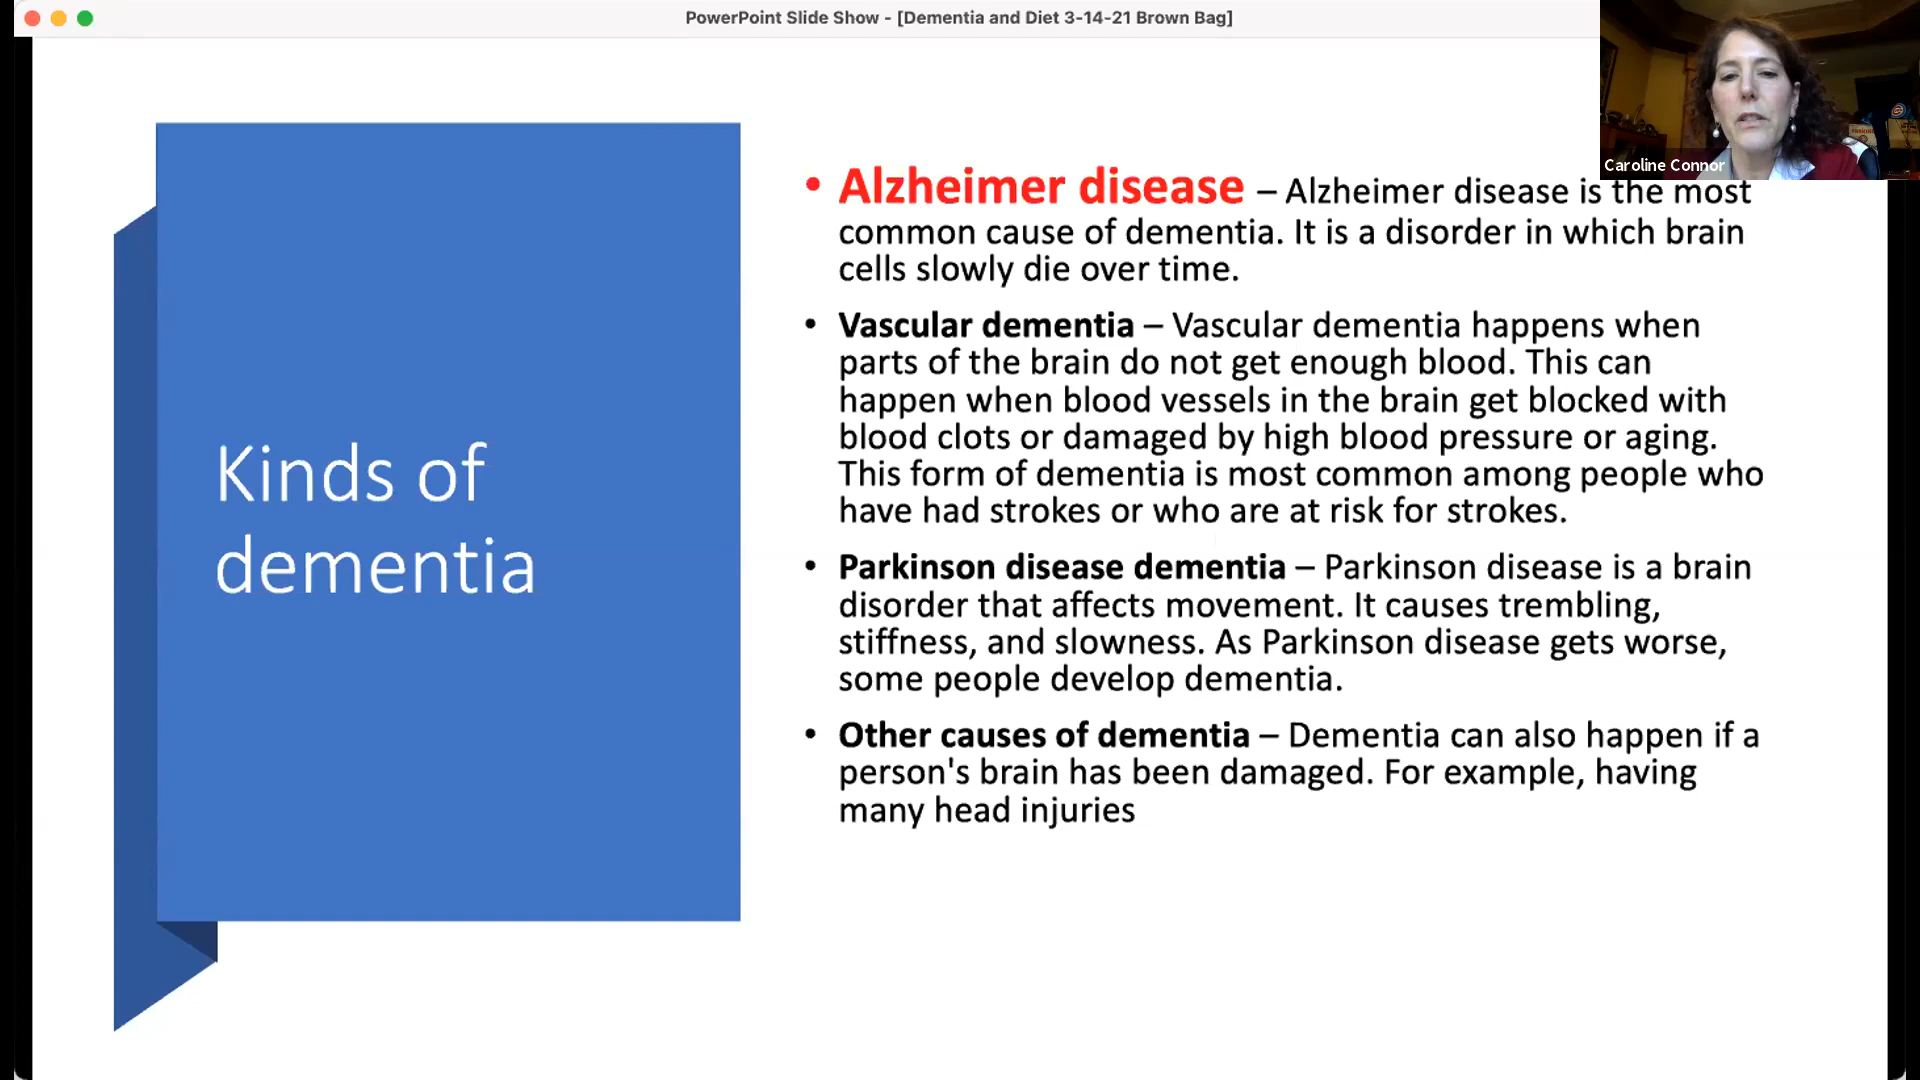 PowerPoint Slide Show - [Dementia and Diet 3-14-21 Brown Bag]
Caroline Connor
Kinds of
dementia
• Alzheimer disease – Alzheimer disease is the most
common cause of dementia. It is a disorder in which brain
cells slowly die over time.
• Vascular dementia – Vascular dementia happens when
parts of the brain do not get enough blood. This can
happen when blood vessels in the brain get blocked with
blood clots or damaged by high blood pressure or aging.
This form of dementia is most common among people who
have had strokes or who are at risk for strokes.
• Parkinson disease dementia – Parkinson disease is a brain
disorder that affects movement. It causes trembling,
stiffness, and slowness. As Parkinson disease gets worse,
some people develop dementia.
• Other causes of dementia – Dementia can also happen if a
person's brain has been damaged. For example, having
many head injuries